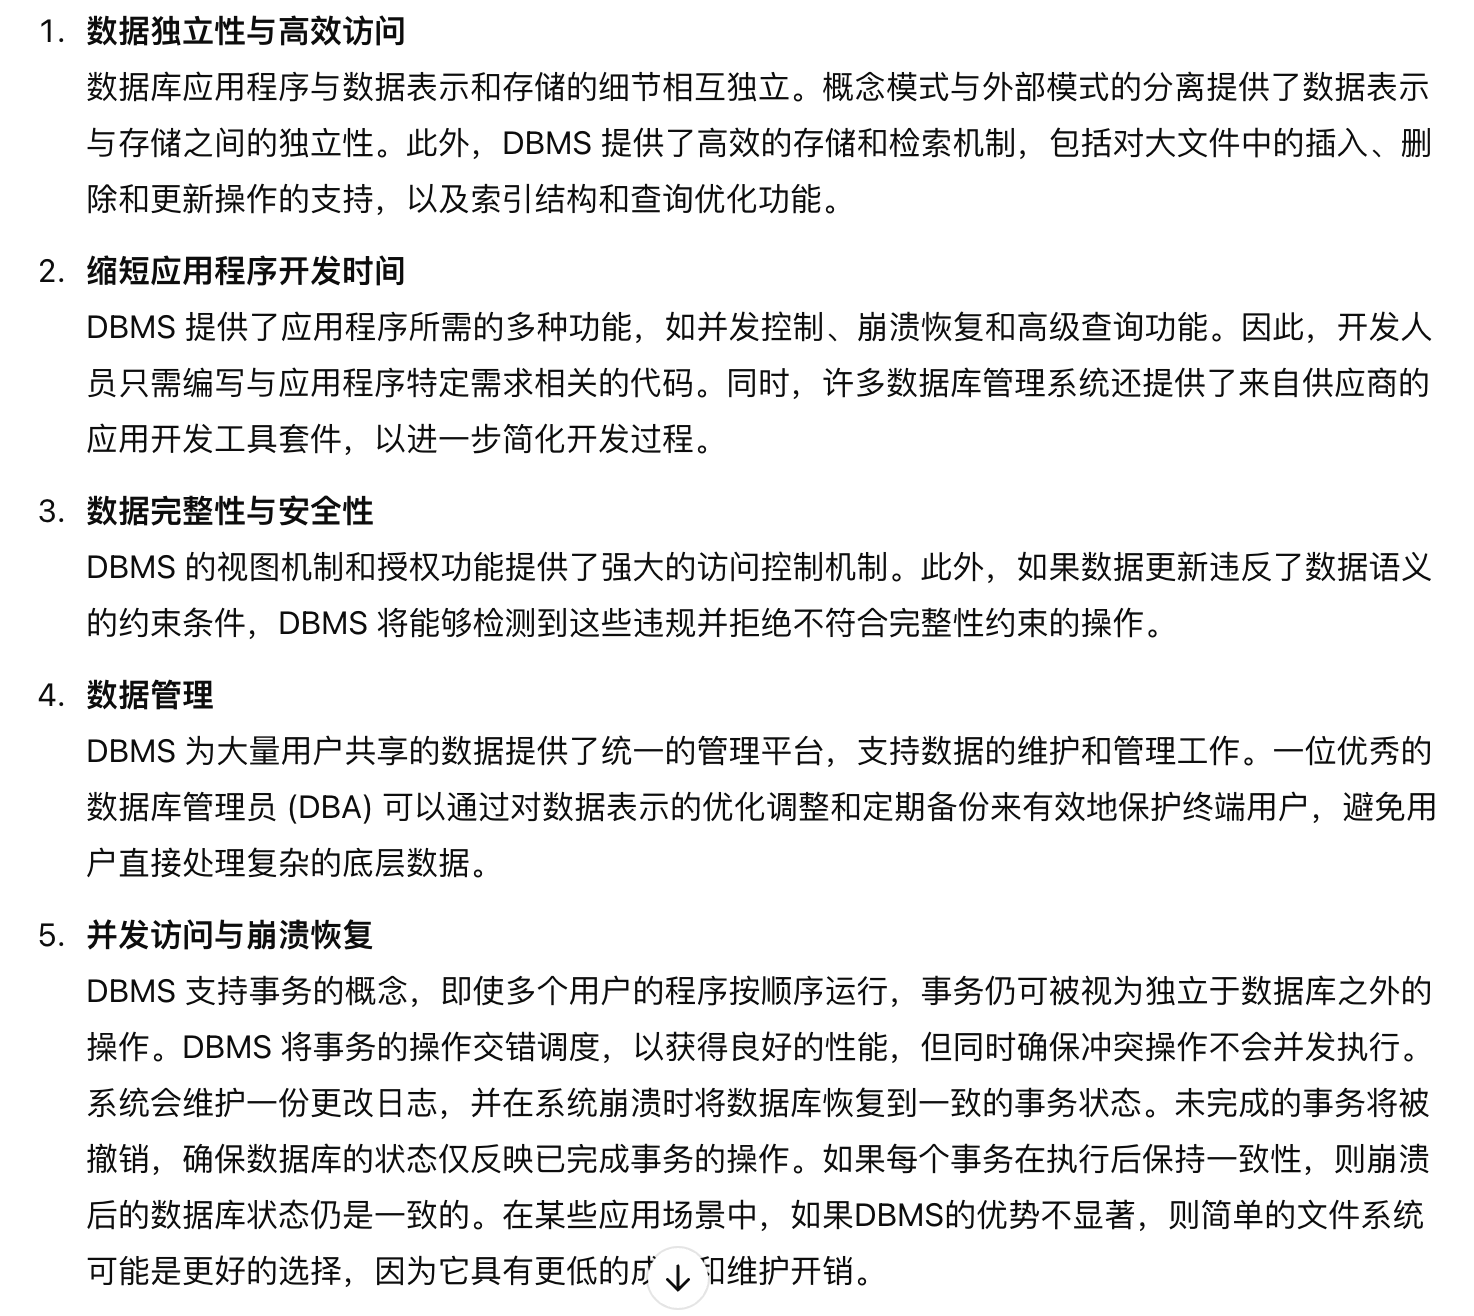 1. 数据独立性与高效访问
数据库应用程序与数据表示和存储的细节相互独立。概念模式与外部模式的分离提供了数据表示
与存储之间的独立性。此外，DBMS 提供了高效的存储和检索机制，包括对大文件中的插入、删
除和更新操作的支持，以及索引结构和查询优化功能。
2. 缩短应用程序开发时间
DBMS 提供了应用程序所需的多种功能，如并发控制、崩溃恢复和高级查询功能。因此，开发人
员只需编写与应用程序特定需求相关的代码。同时，许多数据库管理系统还提供了来自供应商的
应用开发工具套件，以进一步简化开发过程。
3. 数据完整性与安全性
DBMS 的视图机制和授权功能提供了强大的访问控制机制。此外，如果数据更新违反了数据语义
的约束条件，DBMS 将能够检测到这些违规并拒绝不符合完整性约束的操作。
4. 数据管理
DBMS 为大量用户共享的数据提供了统一的管理平台，支持数据的维护和管理工作。一位优秀的
数据库管理员 (DBA) 可以通过对数据表示的优化调整和定期备份来有效地保护终端用户，避免用
户直接处理复杂的底层数据。
5. 并发访问与崩溃恢复
DBMS 支持事务的概念，即使多个用户的程序按顺序运行，事务仍可被视为独立于数据库之外的
操作。DBMS 将事务的操作交错调度，以获得良好的性能，但同时确保冲突操作不会并发执行。
系统会维护一份更改日志，并在系统崩溃时将数据库恢复到一致的事务状态。未完成的事务将被
撤销，确保数据库的状态仅反映已完成事务的操作。如果每个事务在执行后保持一致性，则崩溃
后的数据库状态仍是一致的。在某些应用场景中，如果DBMS的优势不显著，则简单的文件系统
可能是更好的选择，因为它具有更低的成和维护开销。